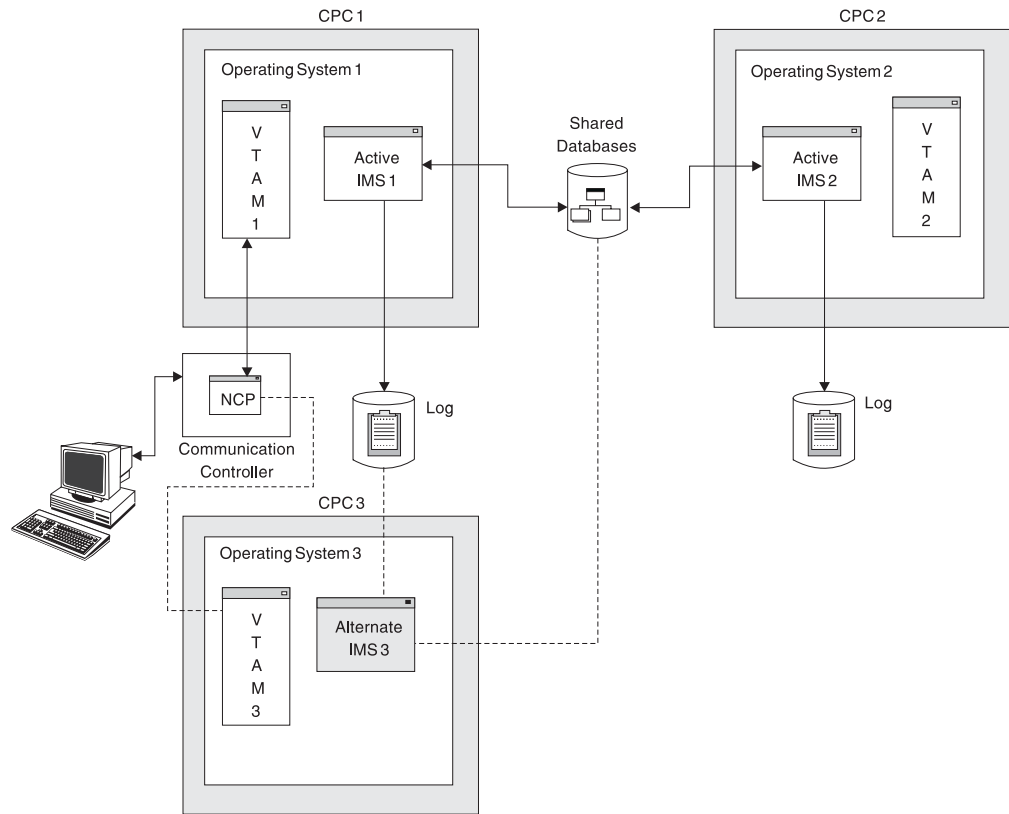 CPC 1
CPC 2
Operating System 1
Operating System 2
V
T
A
M
1
Active
IMS 1
Shared
Databases
Active
IMS 2
V
T
A
M
2
NCP
Communication
Controller
Log
Log
CPC 3
Operating System 3
V
T
A
M
3
Alternate
IMS 3